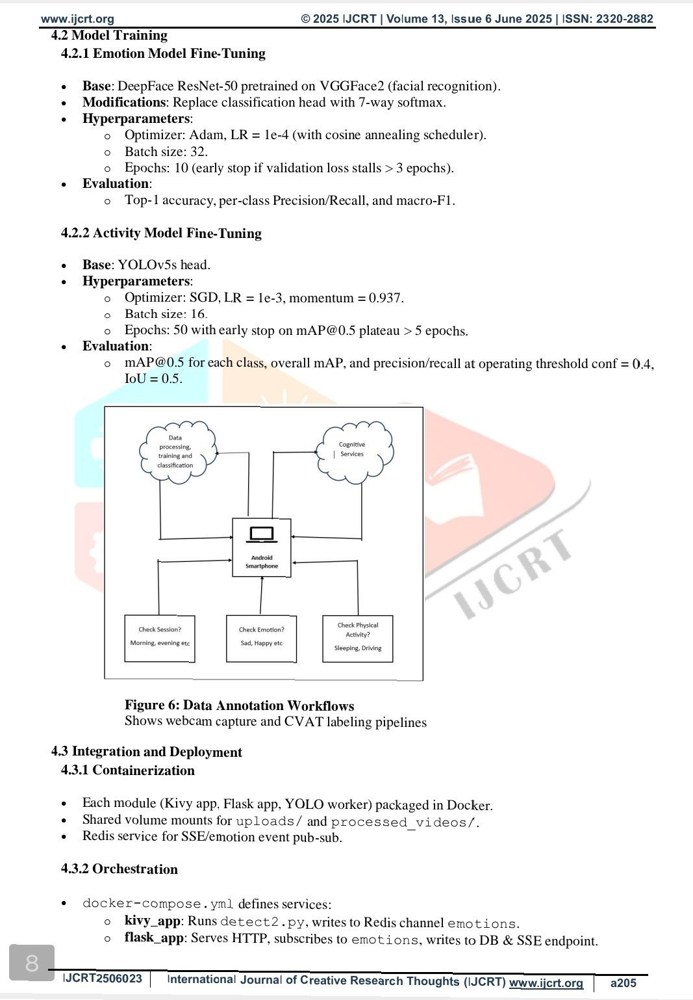 www.ijcrt.org © 2025 IJCRT | Volume 13, Issue 6 June 2025 | ISSN: 2320-2882
4.2 Model Training
4.2.1 Emotion Model Fine-Tuning
• Base: DeepFace ResNet-50 pretrained on VGGFace2 (facial recognition).
• Modifications: Replace classification head with 7-way softmax.
• Hyperparameters:
o Optimizer: Adam, LR = 1e-4 (with cosine annealing scheduler).
o Batch size: 32.
o Epochs: 10 (early stop if validation loss stalls > 3 epochs).
• Evaluation:
o Top-1 accuracy, per-class Precision/Recall, and macro-F1.
4.2.2 Activity Model Fine-Tuning
• Base: YOLOv5s head.
• Hyperparameters:
o Optimizer: SGD, LR = 1e-3, momentum = 0.937.
o Batch size: 16.
o Epochs: 50 with early stop on mAP@0.5 plateau > 5 epochs.
• Evaluation:
o mAP@0.5 for each class, overall mAP, and precision/recall at operating threshold conf = 0.4,
IoU = 0.5.
Data
processing,
training and
classification
Cognitive
| Services
Android
Smartphone
Check Session?
Morning, evening etc
Check Emotion?
Sad, Happy etc
Check Physical
Activity?
Sleeping, Driving
IJCRT
Figure 6: Data Annotation Workflows
Shows webcam capture and CVAT labeling pipelines
4.3 Integration and Deployment
4.3.1 Containerization
• Each module (Kivy app, Flask app, YOLO worker) packaged in Docker.
• Shared volume mounts for uploads/ and processed_videos/.
• Redis service for SSE/emotion event pub-sub.
4.3.2 Orchestration
• docker-compose.yml defines services:
o kivy_app: Runs detect2.py, writes to Redis channel emotions.
o flask_app: Serves HTTP, subscribes to emotions, writes to DB & SSE endpoint.
8
IJCRT2506023 International Journal of Creative Research Thoughts (IJCRT) www.ijcrt.org a205